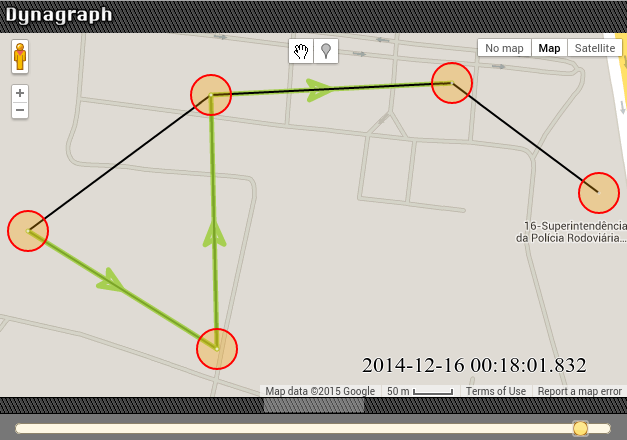 Dynagraph
No map Map Satellite
+
−
16-Superintendência
da Polícia Rodoviária...
2014-12-16 00:18:01.832
Map data ©2015 Google 50 m Terms of Use Report a map error